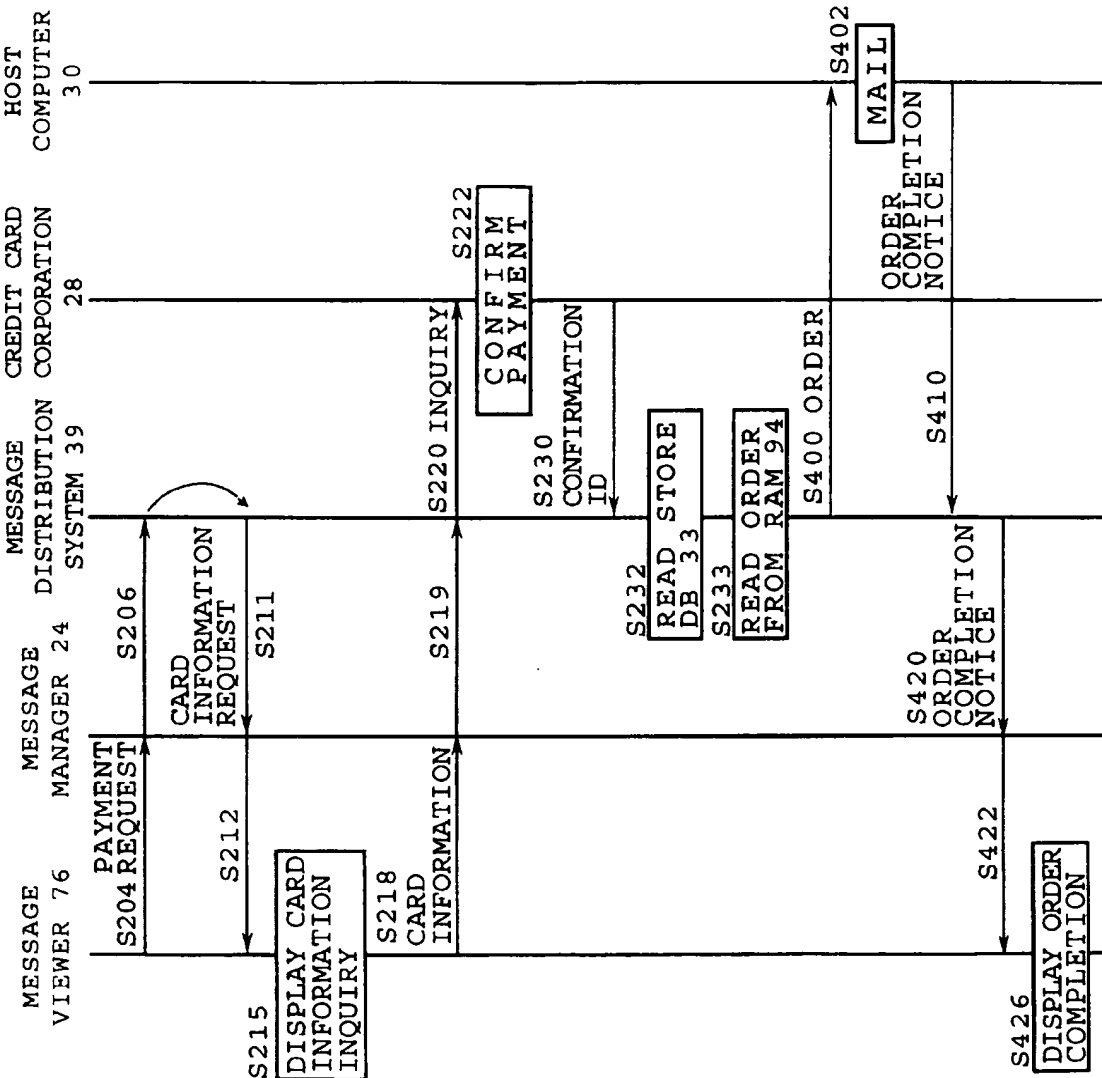 MESSAGE
VIEWER 76
MESSAGE
MANAGER 24
MESSAGE
DISTRIBUTION
SYSTEM 39
CREDIT CARD
CORPORATION
28
HOST
COMPUTER
30
PAYMENT
S204 REQUEST
S206
CARD
INFORMATION
REQUEST
S211
S212
S215
DISPLAY CARD
INFORMATION
INQUIRY
S218
CARD
INFORMATION
S219
S220 INQUIRY
S222
CONFIRM
PAYMENT
S230
CONFIRMATION
ID
S232
READ STORE
DB 33
S233
READ ORDER
FROM RAM 94
S400 ORDER
S402
MAIL
ORDER
COMPLETION
NOTICE
S410
S420
ORDER
COMPLETION
NOTICE
S422
S426
DISPLAY ORDER
COMPLETION